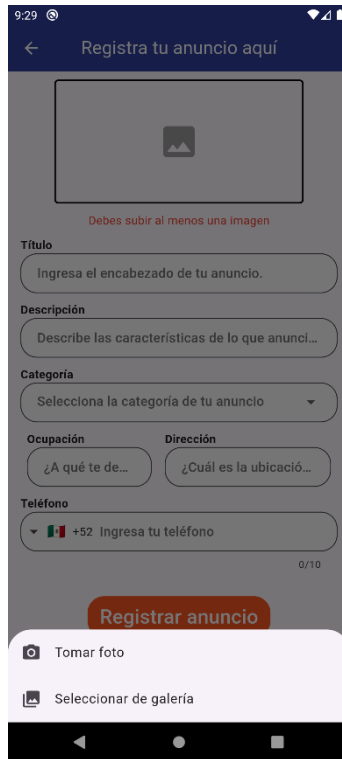 9:29
Registra tu anuncio aquí
Debes subir al menos una imagen
Título
Ingresa el encabezado de tu anuncio.
Descripción
Describe las características de lo que anunci...
Categoría
Selecciona la categoría de tu anuncio
Ocupación Dirección
¿A qué te de... ¿Cuál es la ubicació...
Teléfono
+52 Ingresa tu teléfono
0/10
Registrar anuncio
Tomar foto
Seleccionar de galería